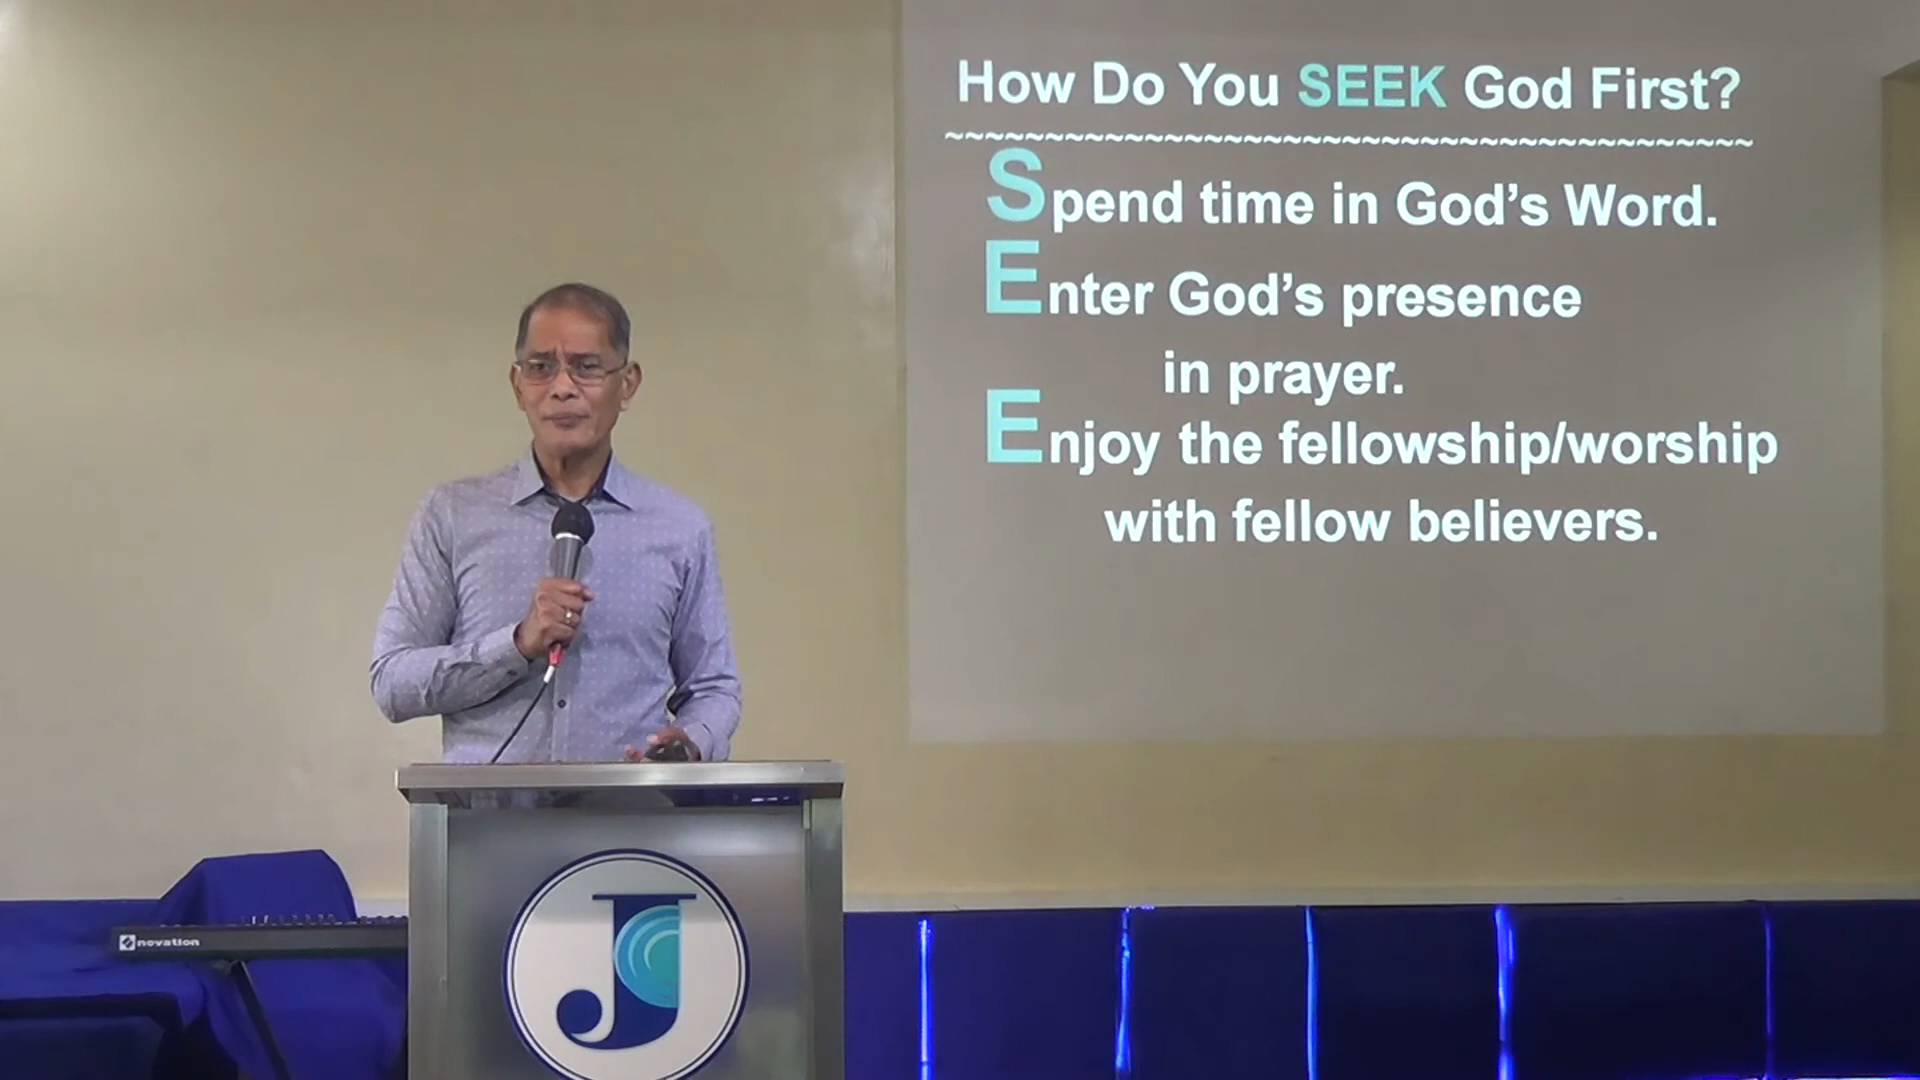 How Do You SEEK God First?
~~~~~~~~~~~~~~~~~~~~~~~~~~~~~~~~~~~~~~~~
Spend time in God's Word.
Enter God's presence
in prayer.
Enjoy the fellowship/worship
with fellow believers.
novation
J